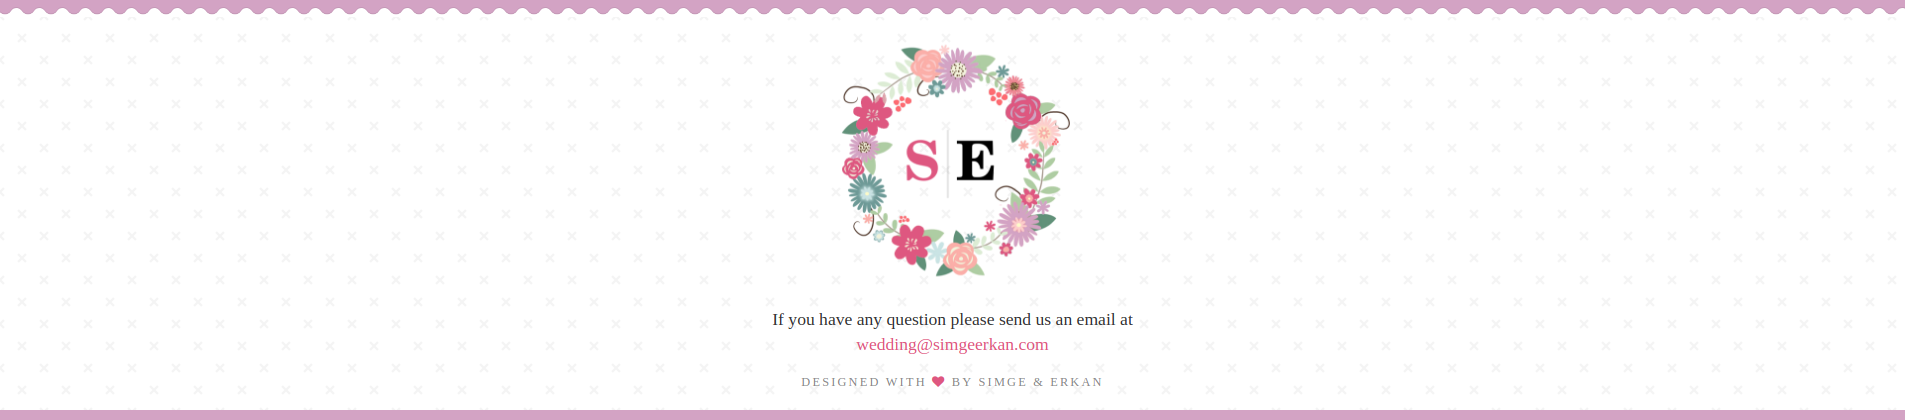 S E
If you have any question please send us an email at
wedding@simgeerkan.com
DESIGNED WITH ♥ BY SIMGE & ERKAN